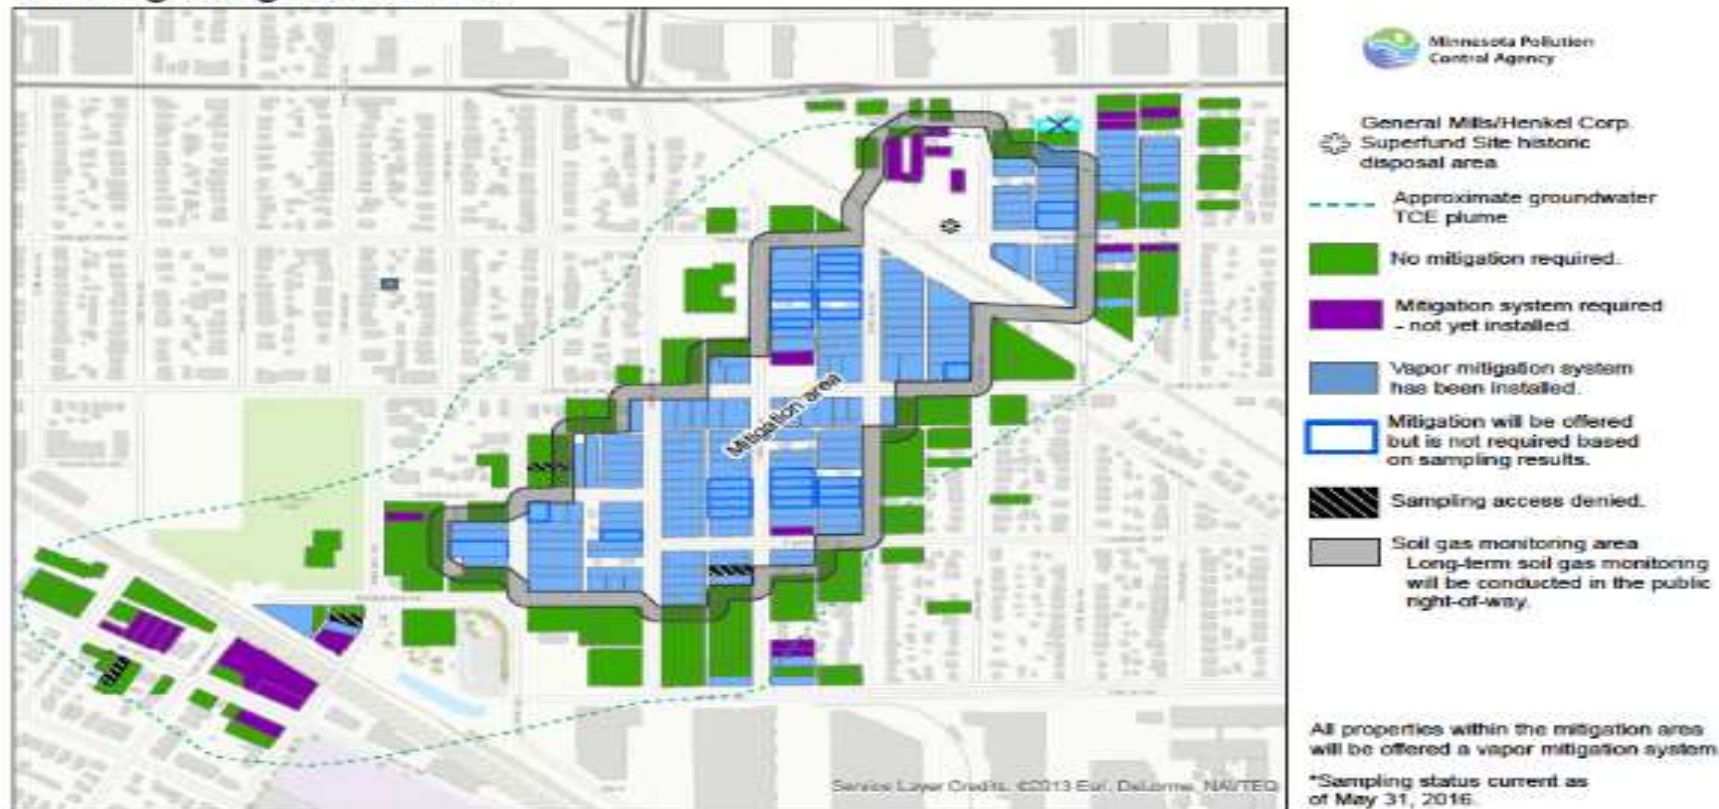 Mitigation area
Service Layer Credits: ©2013 Esri, DeLorme, NAVTEQ
Minnesota Pollution
Control Agency
General Mills/Henkel Corp.
Superfund Site historic
disposal area
Approximate groundwater
TCE plume
No mitigation required.
Mitigation system required
- not yet installed.
Vapor mitigation system
has been installed.
Mitigation will be offered
but is not required based
on sampling results.
Sampling access denied.
Soil gas monitoring area
Long-term soil gas monitoring
will be conducted in the public
right-of-way.
All properties within the mitigation area
will be offered a vapor mitigation system
*Sampling status current as
of May 31, 2016.